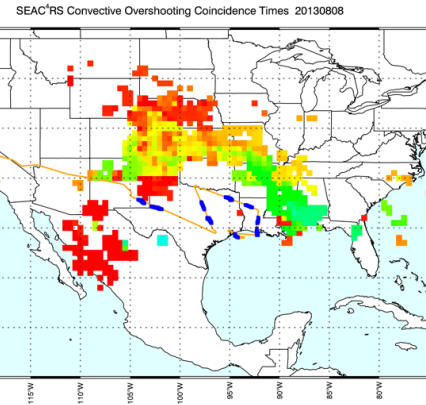 SEAC⁴RS Convective Overshooting Coincidence Times 20130808
115°W
110°W
105°W
100°W
95°W
90°W
85°W
80°W